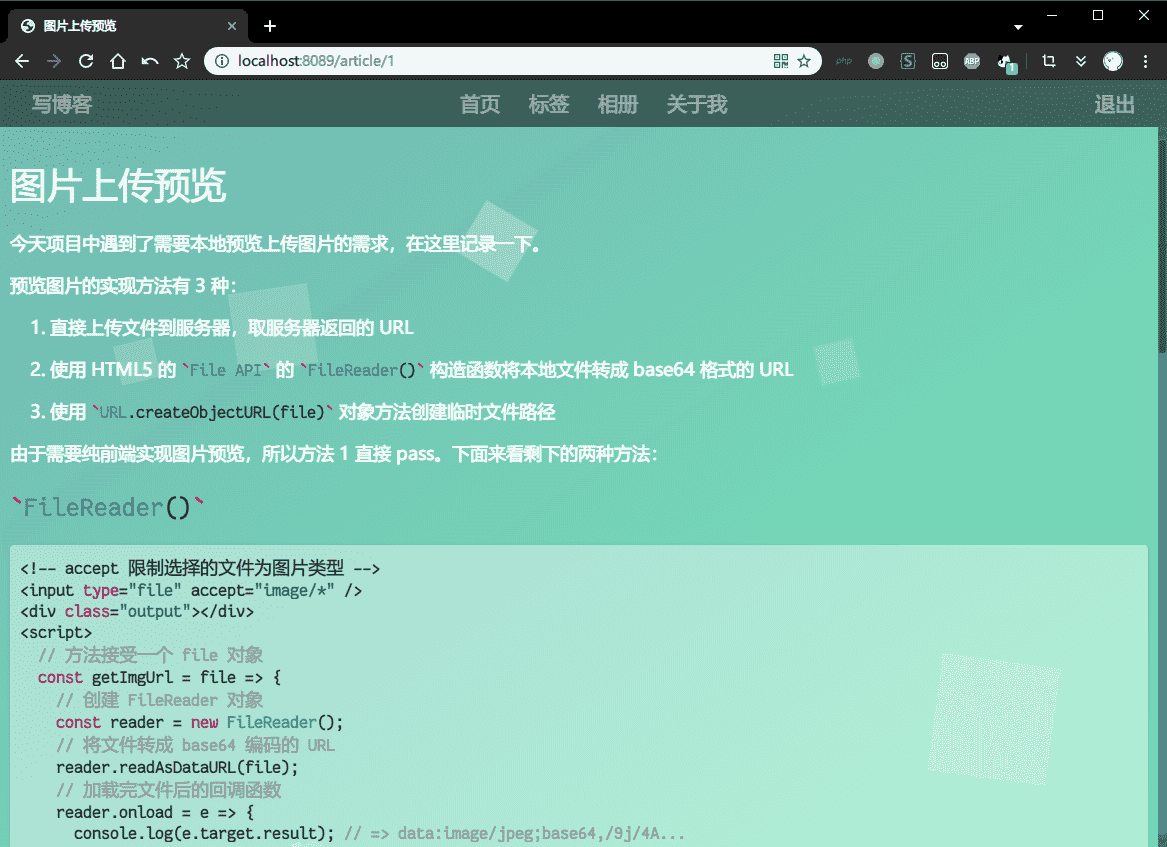 图片上传预览
localhost:8089/article/1
php
S
ABP
1
写博客 首页 标签 相册 关于我 退出
图片上传预览
今天项目中遇到了需要本地预览上传图片的需求，在这里记录一下。
预览图片的实现方法有 3 种：
1. 直接上传文件到服务器，取服务器返回的 URL
2. 使用 HTML5 的 `File API` 的 `FileReader()` 构造函数将本地文件转成 base64 格式的 URL
3. 使用 `URL.createObjectURL(file)` 对象方法创建临时文件路径
由于需要纯前端实现图片预览，所以方法 1 直接 pass。下面来看剩下的两种方法：
`FileReader()`
<!-- accept 限制选择的文件为图片类型 -->
<input type="file" accept="image/*" />
<div class="output"></div>
<script>
// 方法接受一个 file 对象
const getImgUrl = file => {
// 创建 FileReader 对象
const reader = new FileReader();
// 将文件转成 base64 编码的 URL
reader.readAsDataURL(file);
// 加载完文件后的回调函数
reader.onload = e => {
console.log(e.target.result); // => data:image/jpeg;base64,/9j/4A...